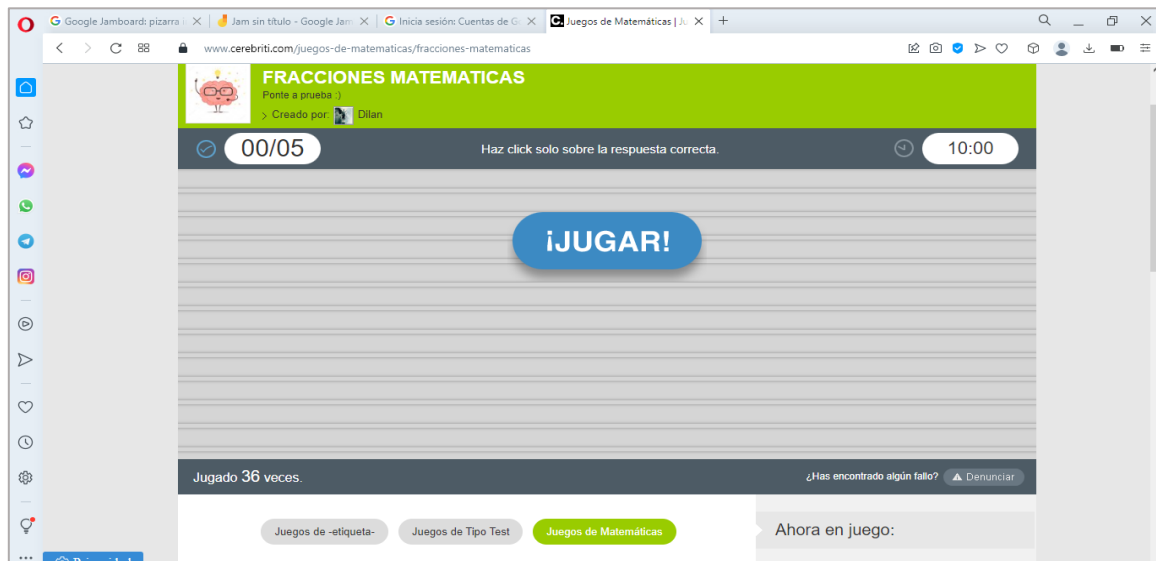 Google Jamboard: pizarra i
Jam sin título - Google Jam
Inicia sesión: Cuentas de Go
Juegos de Matemáticas | Ju
www.cerebriti.com/juegos-de-matematicas/fracciones-matematicas
FRACCIONES MATEMATICAS
Ponte a prueba :)
> Creado por: Dilan
00/05
Haz click solo sobre la respuesta correcta.
10:00
¡JUGAR!
Jugado 36 veces.
¿Has encontrado algún fallo?
Denunciar
Juegos de -etiqueta-
Juegos de Tipo Test
Juegos de Matemáticas
Ahora en juego: